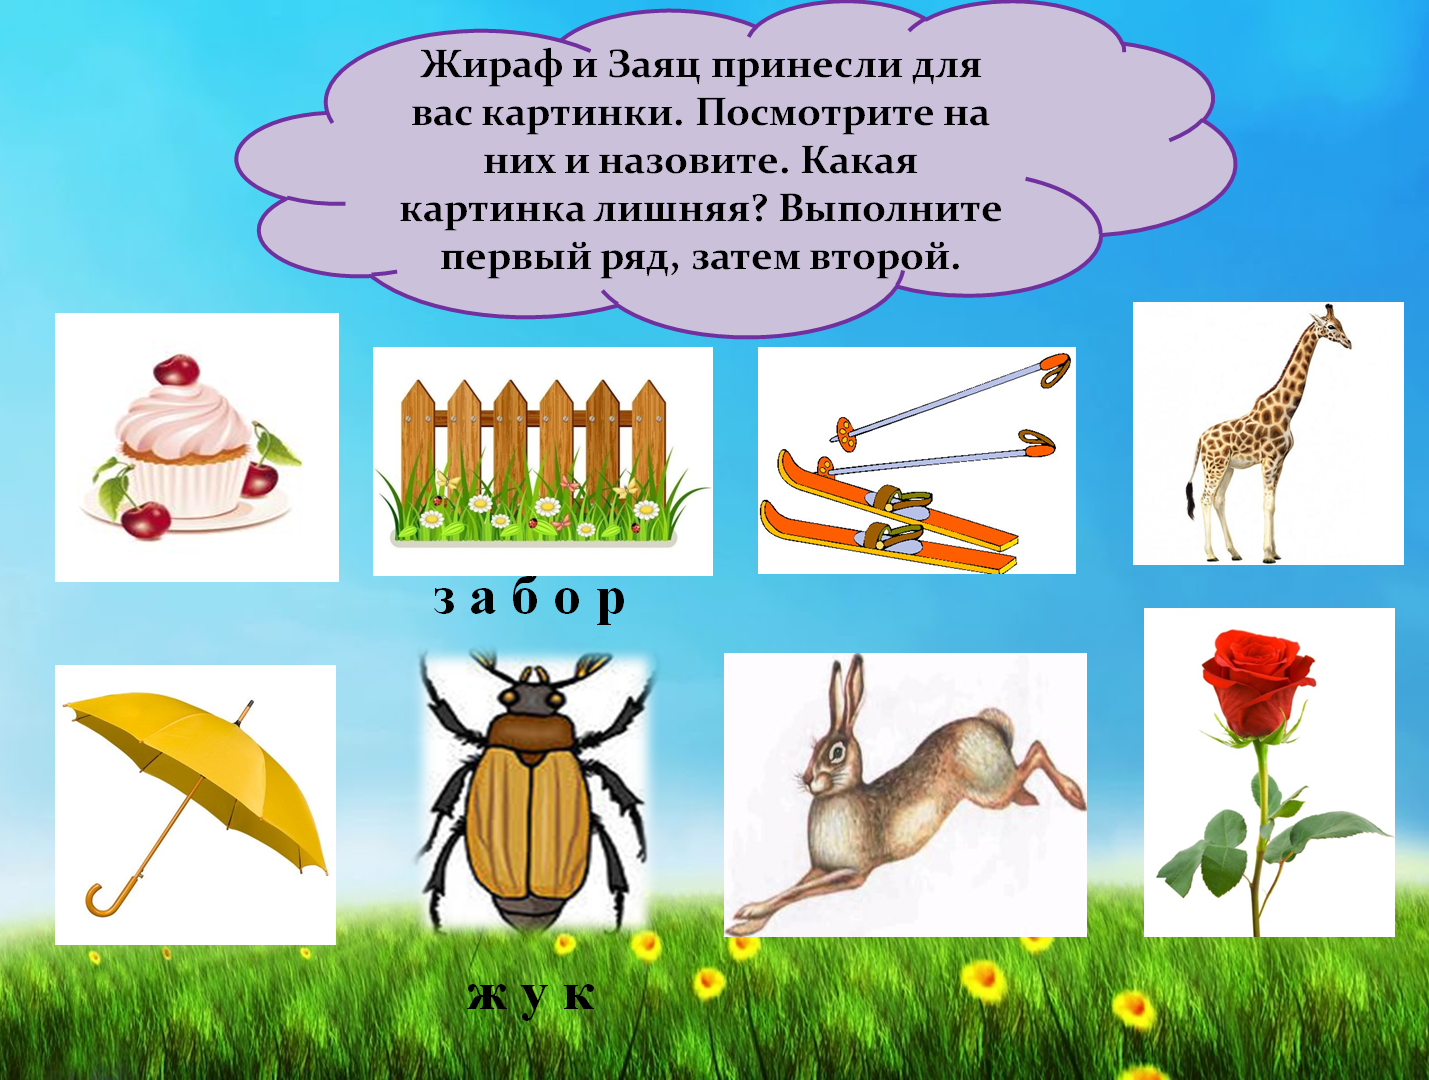 Жираф и Заяц принесли для
вас картинки. Посмотрите на
них и назовите. Какая
картинка лишняя? Выполните
первый ряд, затем второй.
з а б о р
ж у к